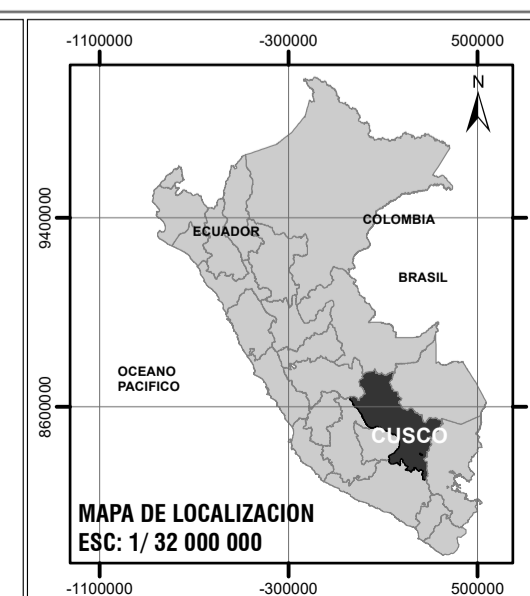 -1100000 -300000 500000
N
9400000
COLOMBIA
ECUADOR
BRASIL
OCEANO
PACIFICO
8600000
CUSCO
MAPA DE LOCALIZACION
ESC: 1/ 32 000 000
-1100000 -300000 500000